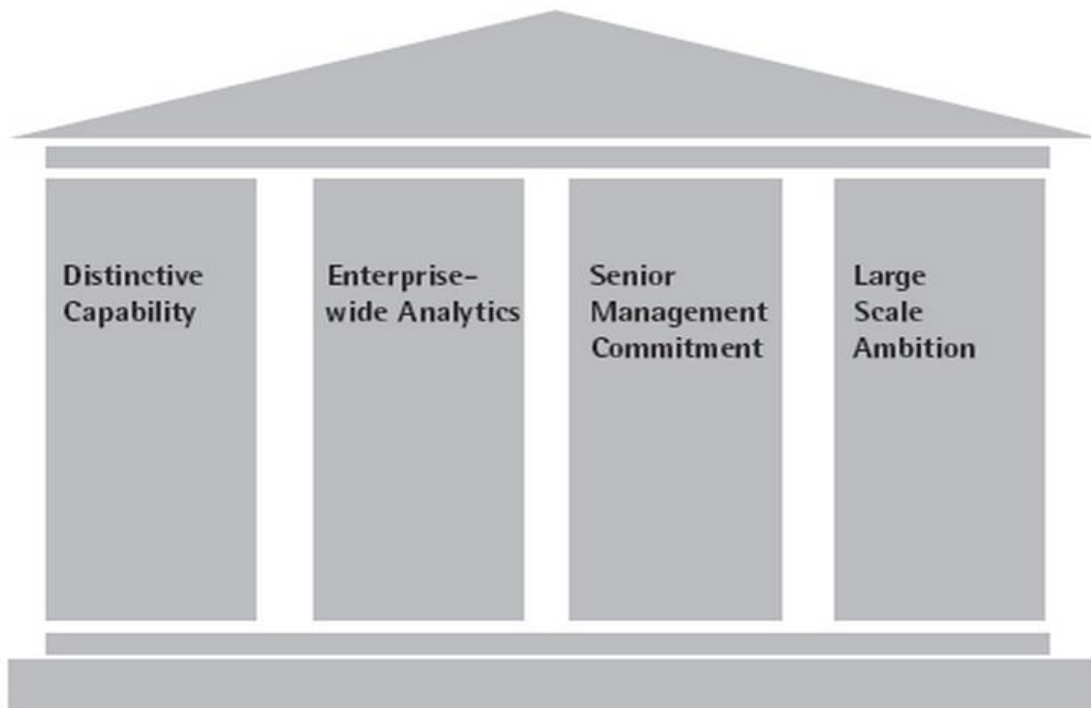 Distinctive
Capability
Enterprise-
wide Analytics
Senior
Management
Commitment
Large
Scale
Ambition